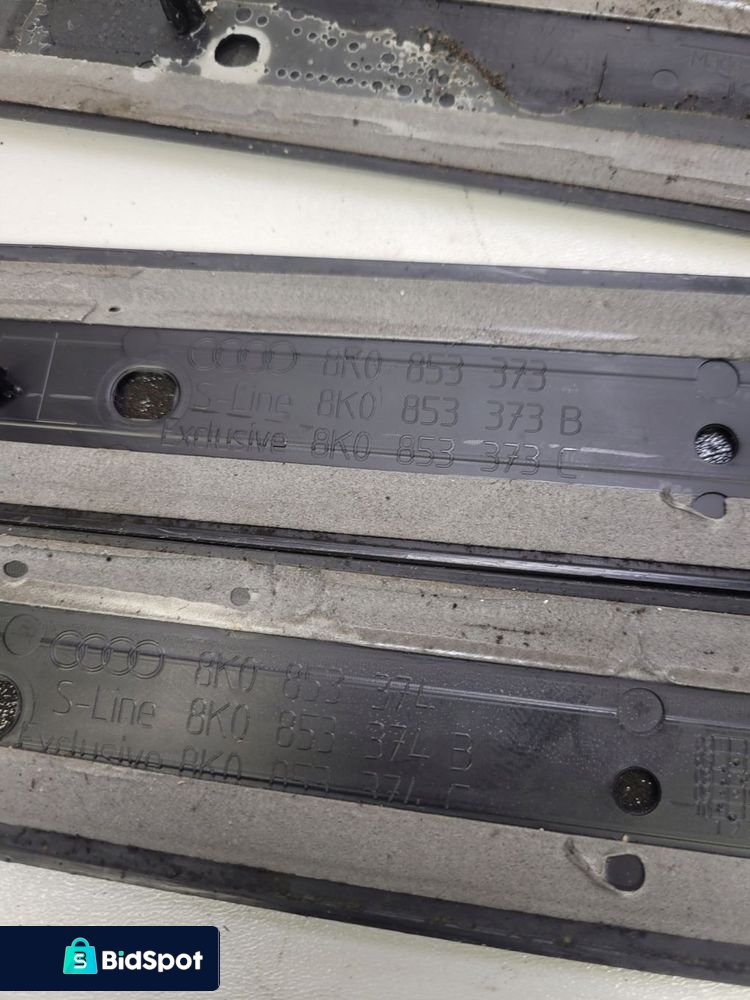 8K0 853 373
S-Line 8K0 853 373 B
Exclusive 8K0 853 373 C
8K0 853 374
S-Line 8K0 853 374 B
Exclusive 8K0 853 374 C
BidSpot